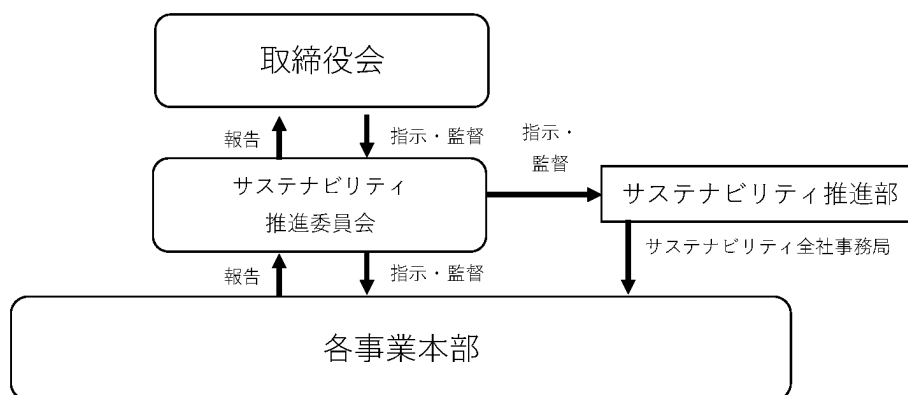 取締役会
報告
指示・監督
指示・
監督
サステナビリティ
推進委員会
サステナビリティ推進部
サステナビリティ全社事務局
報告
指示・監督
各事業本部